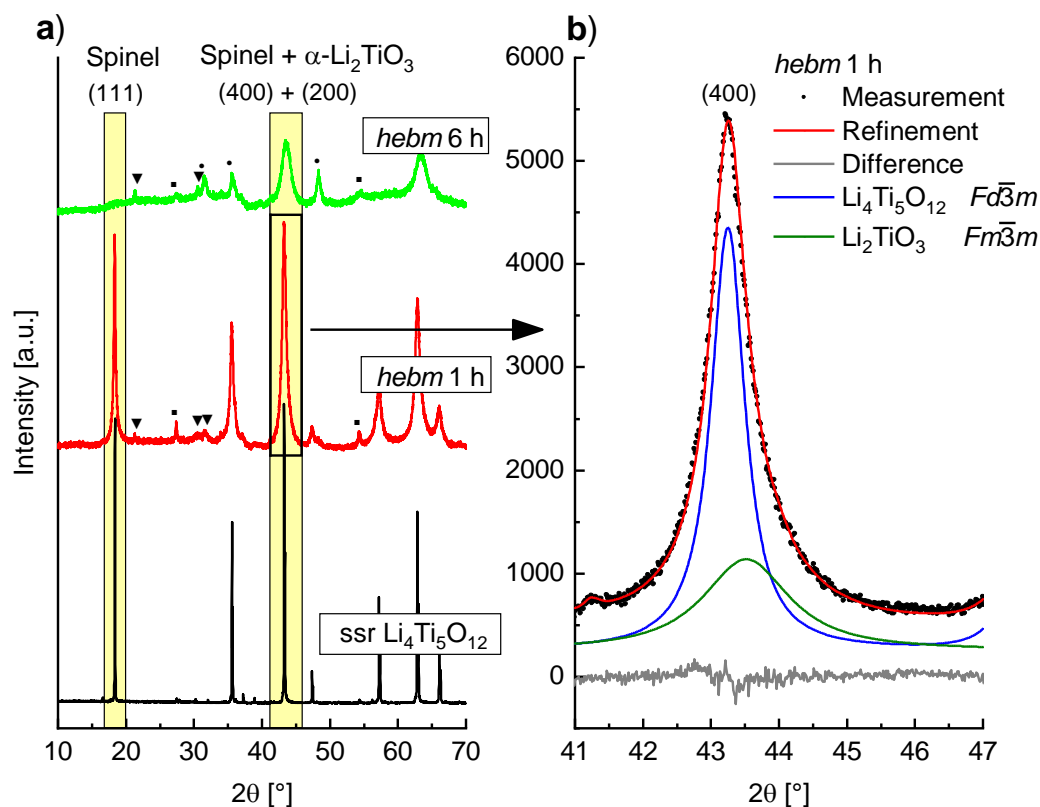 a)
Spinel
(111)
Spinel + α-Li₂TiO₃
(400) + (200)
hebm 6 h
hebm 1 h
ssr Li₄Ti₅O₁₂
Intensity [a.u.]
10 20 30 40 50 60 70
2θ [°]
b)
6000
5000
4000
3000
2000
1000
0
(400)
hebm 1 h
Measurement
Refinement
Difference
Li₄Ti₅O₁₂ Fd3̅m
Li₂TiO₃ Fm3̅m
41 42 43 44 45 46 47
2θ [°]